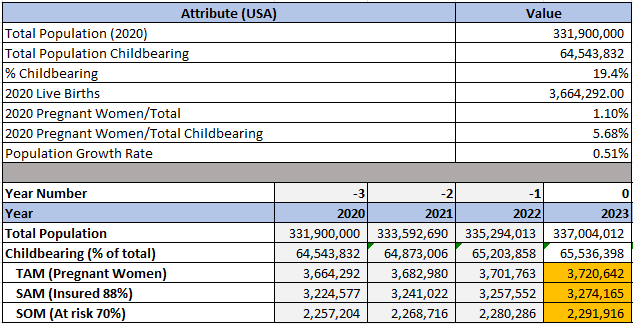 Attribute (USA) Value
Total Population (2020) 331,900,000
Total Population Childbearing 64,543,832
% Childbearing 19.4%
2020 Live Births 3,664,292.00
2020 Pregnant Women/Total 1.10%
2020 Pregnant Women/Total Childbearing 5.68%
Population Growth Rate 0.51%
Year Number -3 -2 -1 0
Year 2020 2021 2022 2023
Total Population 331,900,000 333,592,690 335,294,013 337,004,012
Childbearing (% of total) 64,543,832 64,873,006 65,203,858 65,536,398
TAM (Pregnant Women) 3,664,292 3,682,980 3,701,763 3,720,642
SAM (Insured 88%) 3,224,577 3,241,022 3,257,552 3,274,165
SOM (At risk 70%) 2,257,204 2,268,716 2,280,286 2,291,916